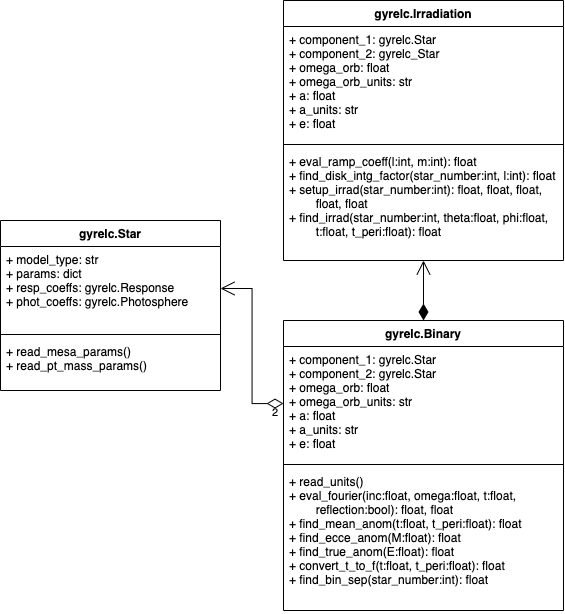 gyrelc.Irradiation
+ component_1: gyrelc.Star
+ component_2: gyrelc_Star
+ omega_orb: float
+ omega_orb_units: str
+ a: float
+ a_units: str
+ e: float
+ eval_ramp_coeff(l:int, m:int): float
+ find_disk_intg_factor(star_number:int, l:int): float
+ setup_irrad(star_number:int): float, float, float,
float, float
+ find_irrad(star_number:int, theta:float, phi:float,
t:float, t_peri:float): float
gyrelc.Star
+ model_type: str
+ params: dict
+ resp_coeffs: gyrelc.Response
+ phot_coeffs: gyrelc.Photosphere
+ read_mesa_params()
+ read_pt_mass_params()
2
gyrelc.Binary
+ component_1: gyrelc.Star
+ component_2: gyrelc.Star
+ omega_orb: float
+ omega_orb_units: str
+ a: float
+ a_units: str
+ e: float
+ read_units()
+ eval_fourier(inc:float, omega:float, t:float,
reflection:bool): float, float
+ find_mean_anom(t:float, t_peri:float): float
+ find_ecce_anom(M:float): float
+ find_true_anom(E:float): float
+ convert_t_to_f(t:float, t_peri:float): float
+ find_bin_sep(star_number:int): float